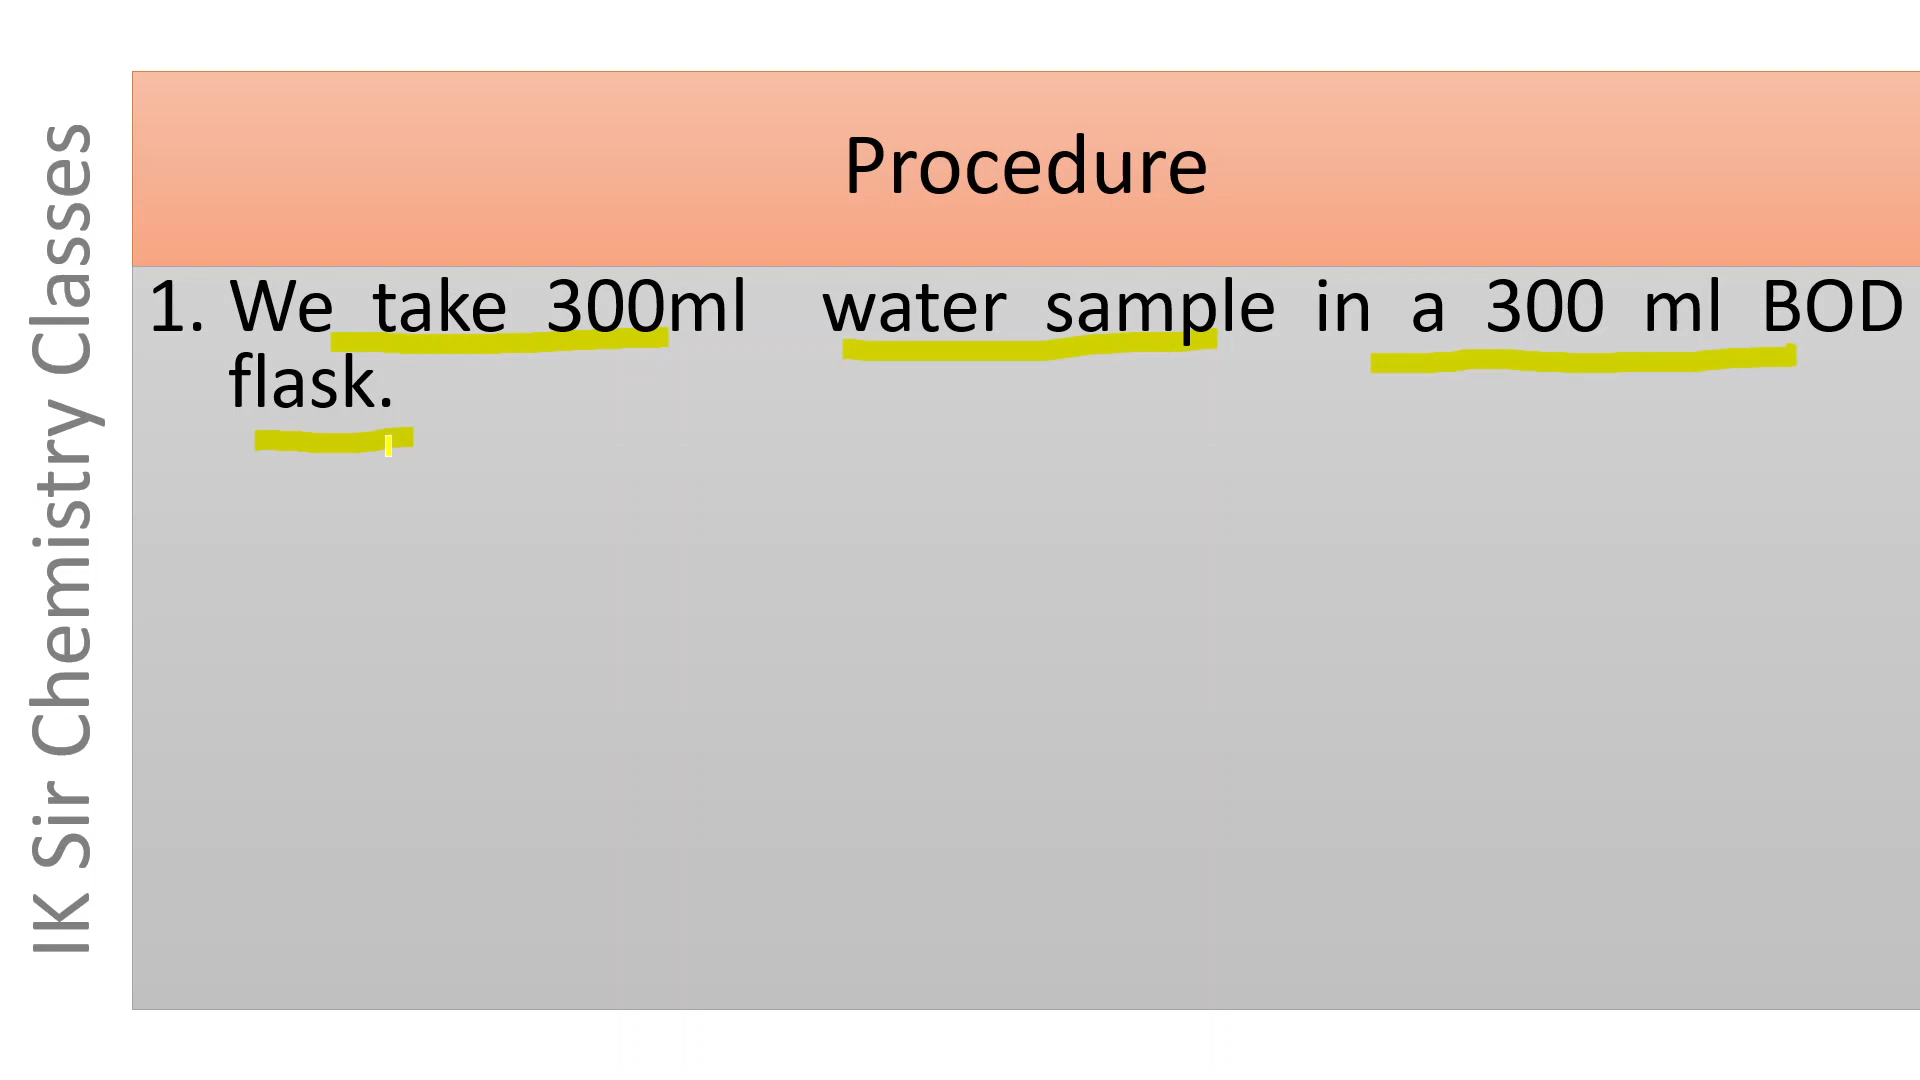 IK Sir Chemistry Classes
Procedure
1. We take 300ml water sample in a 300 ml BOD
flask.